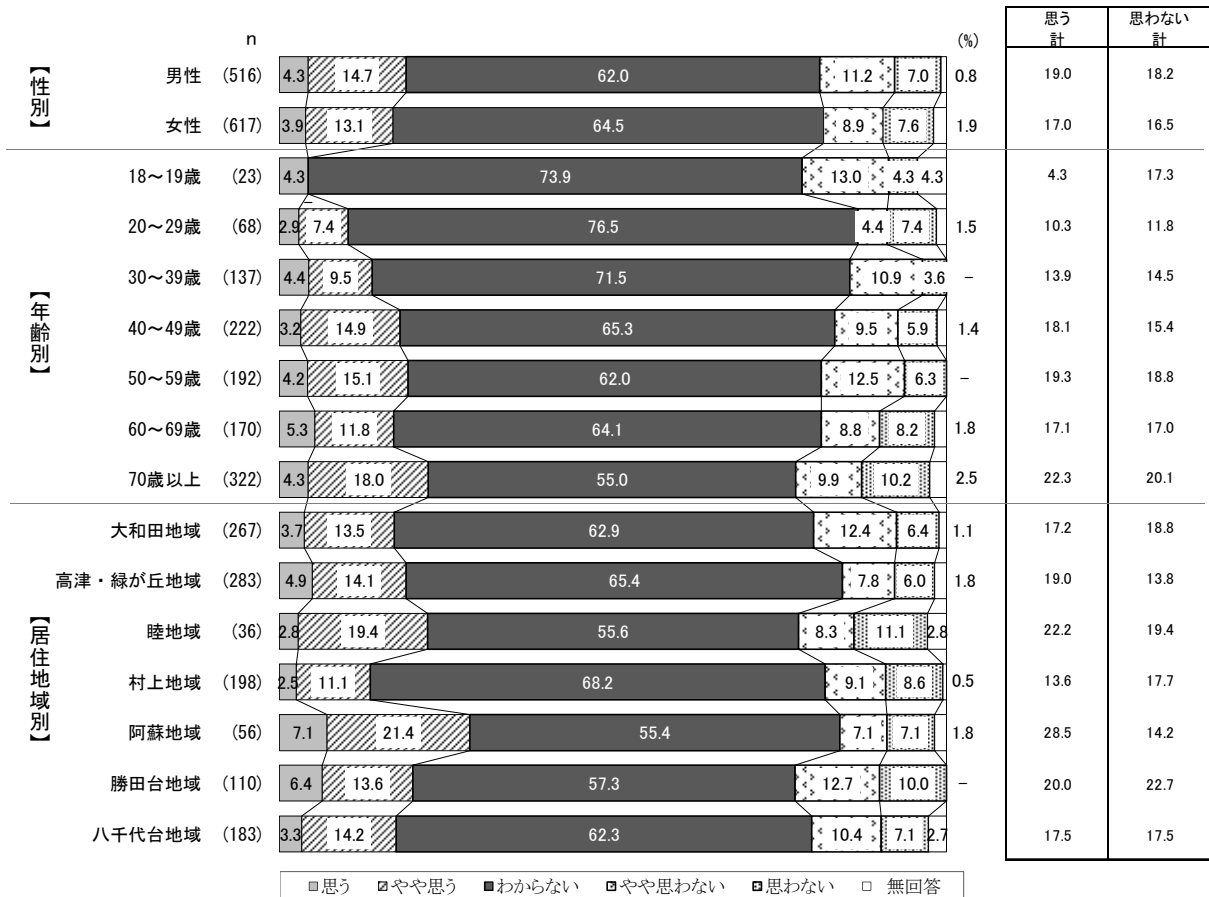 思う 思わない
n (%) 計 計
【性別】
男性 (516) 4.3 14.7 62.0 11.2 7.0 0.8 19.0 18.2
女性 (617) 3.9 13.1 64.5 8.9 7.6 1.9 17.0 16.5
【年齢別】
18～19歳 (23) 4.3 － 73.9 13.0 4.3 4.3 4.3 17.3
20～29歳 (68) 2.9 7.4 76.5 4.4 7.4 1.5 10.3 11.8
30～39歳 (137) 4.4 9.5 71.5 10.9 3.6 － 13.9 14.5
40～49歳 (222) 3.2 14.9 65.3 9.5 5.9 1.4 18.1 15.4
50～59歳 (192) 4.2 15.1 62.0 12.5 6.3 － 19.3 18.8
60～69歳 (170) 5.3 11.8 64.1 8.8 8.2 1.8 17.1 17.0
70歳以上 (322) 4.3 18.0 55.0 9.9 10.2 2.5 22.3 20.1
【居住地域別】
大和田地域 (267) 3.7 13.5 62.9 12.4 6.4 1.1 17.2 18.8
高津・緑が丘地域 (283) 4.9 14.1 65.4 7.8 6.0 1.8 19.0 13.8
睦地域 (36) 2.8 19.4 55.6 8.3 11.1 2.8 22.2 19.4
村上地域 (198) 2.5 11.1 68.2 9.1 8.6 0.5 13.6 17.7
阿蘇地域 (56) 7.1 21.4 55.4 7.1 7.1 1.8 28.5 14.2
勝田台地域 (110) 6.4 13.6 57.3 12.7 10.0 － 20.0 22.7
八千代台地域 (183) 3.3 14.2 62.3 10.4 7.1 2.7 17.5 17.5
思う やや思う わからない やや思わない 思わない 無回答